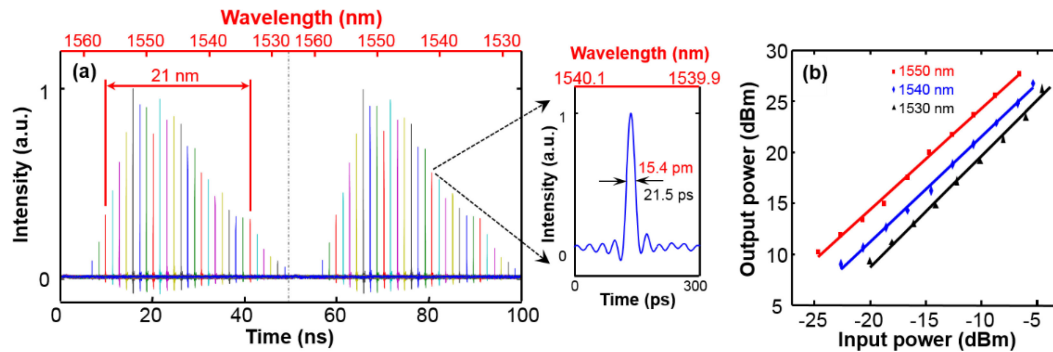 Wavelength (nm)
1560 1550 1540 1530 1560 1550 1540 1530
(a)
21 nm
1
0
Intensity (a.u.)
0 20 40 60 80 100
Time (ns)
Wavelength (nm)
1540.1 1539.9
1
0
Intensity (a.u.)
15.4 pm
21.5 ps
0 300
Time (ps)
(b)
1550 nm
1540 nm
1530 nm
30
25
20
15
10
5
Output power (dBm)
-25 -20 -15 -10 -5
Input power (dBm)